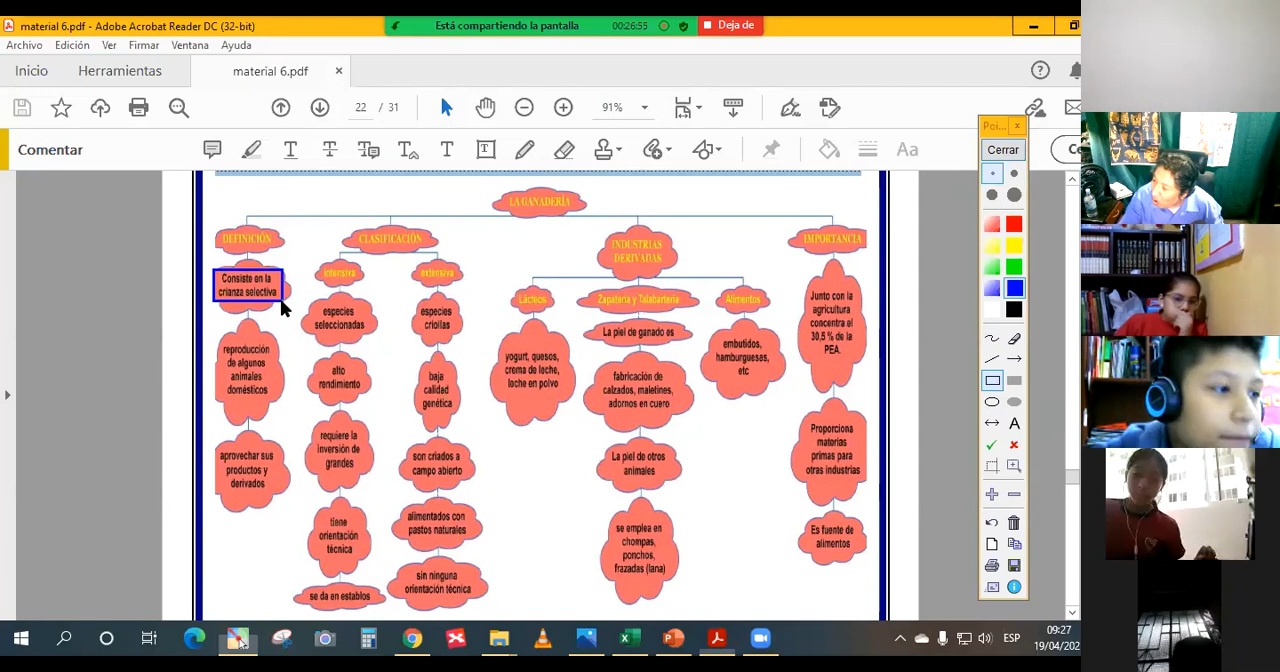 material 6.pdf - Adobe Acrobat Reader DC (32-bit)
Está compartiendo la pantalla
00:26:55
Deja de
Archivo Edición Ver Firmar Ventana Ayuda
Inicio Herramientas material 6.pdf ×
22 / 31
91%
Comentar
Cerrar
LA GANADERÍA
DEFINICIÓN
Consiste en la
crianza selectiva
reproducción
de algunos
animales
domésticos
aprovechar sus
productos y
derivados
CLASIFICACIÓN
intensiva
especies
seleccionadas
alto
rendimiento
requiere la
inversión de
grandes
tiene
orientación
técnica
se da en establos
extensiva
especies
criollas
baja
calidad
genética
son criados a
campo abierto
alimentados con
pastos naturales
sin ninguna
orientación técnica
INDUSTRIAS
DERIVADAS
Lácteos
yogurt, quesos,
crema de leche,
leche en polvo
Zapatería y Talabartería
La piel de ganado es
fabricación de
calzados, maletines,
adornos en cuero
La piel de otros
animales
se emplea en
chompas,
ponchos,
frazadas (lana)
Alimentos
embutidos,
hamburguesas,
etc
IMPORTANCIA
Junto con la
agricultura
concentra el
30,5 % de la
PEA.
Proporciona
materias
primas para
otras industrias
Es fuente de
alimentos
ESP
09:27